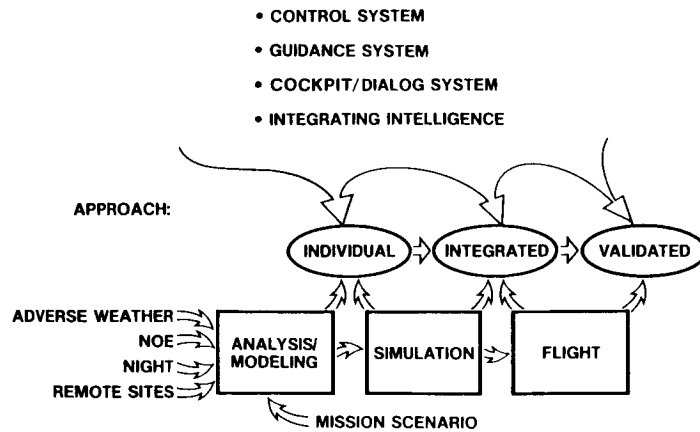 • CONTROL SYSTEM
• GUIDANCE SYSTEM
• COCKPIT/DIALOG SYSTEM
• INTEGRATING INTELLIGENCE
APPROACH:
INDIVIDUAL
INTEGRATED
VALIDATED
ADVERSE WEATHER
NOE
NIGHT
REMOTE SITES
ANALYSIS/
MODELING
SIMULATION
FLIGHT
MISSION SCENARIO